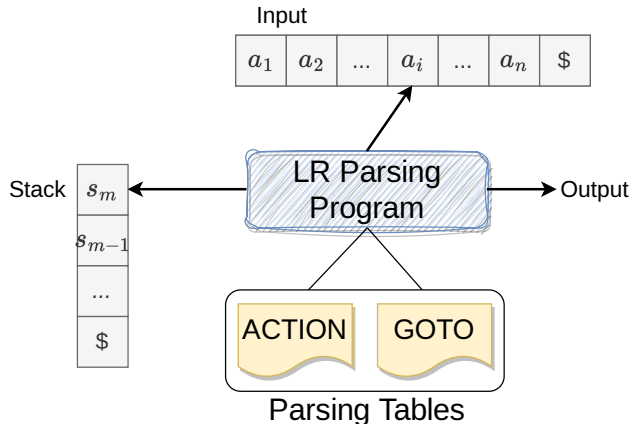 Input
a₁ a₂ ... aᵢ ... aₙ $
LR Parsing
Program
Stack
sₘ
sₘ₋₁
...
$
Output
ACTION GOTO
Parsing Tables